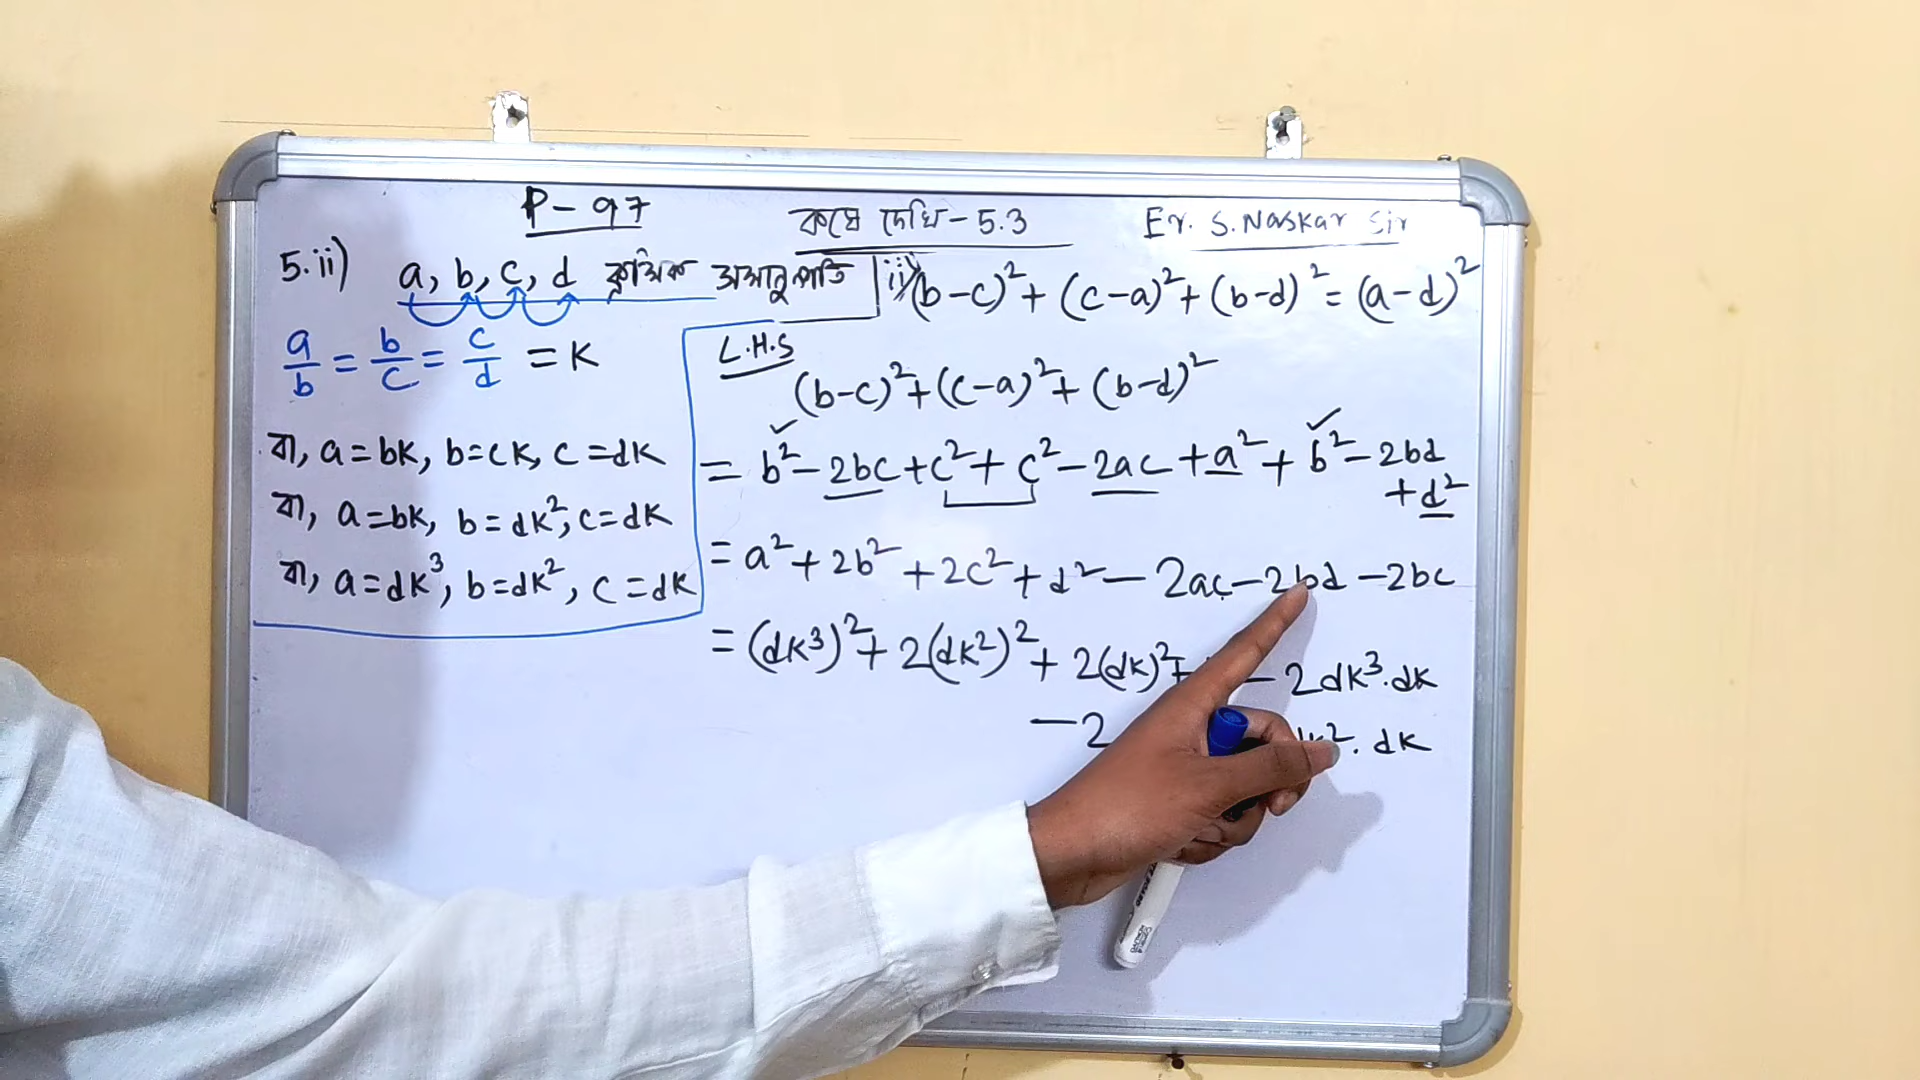 P - 97
কষে দেখি - 5.3
Er. S. Naskar Sir
5.ii) a, b, c, d ক্রমিক সমানুপাতি
ii) (b-c)² + (c-a)² + (b-d)² = (a-d)²
a/b = b/c = c/d = K
বা, a = bK, b = cK, c = dK
বা, a = bK, b = dK², c = dK
বা, a = dK³, b = dK², c = dK
L.H.S
(b-c)² + (c-a)² + (b-d)²
= b² - 2bc + c² + c² - 2ac + a² + b² - 2bd
+ d²
= a² + 2b² + 2c² + d² - 2ac - 2bd - 2bc
= (dK³)² + 2(dK²)² + 2(dK)² + - 2dK³.dK
- 2 dK². dK